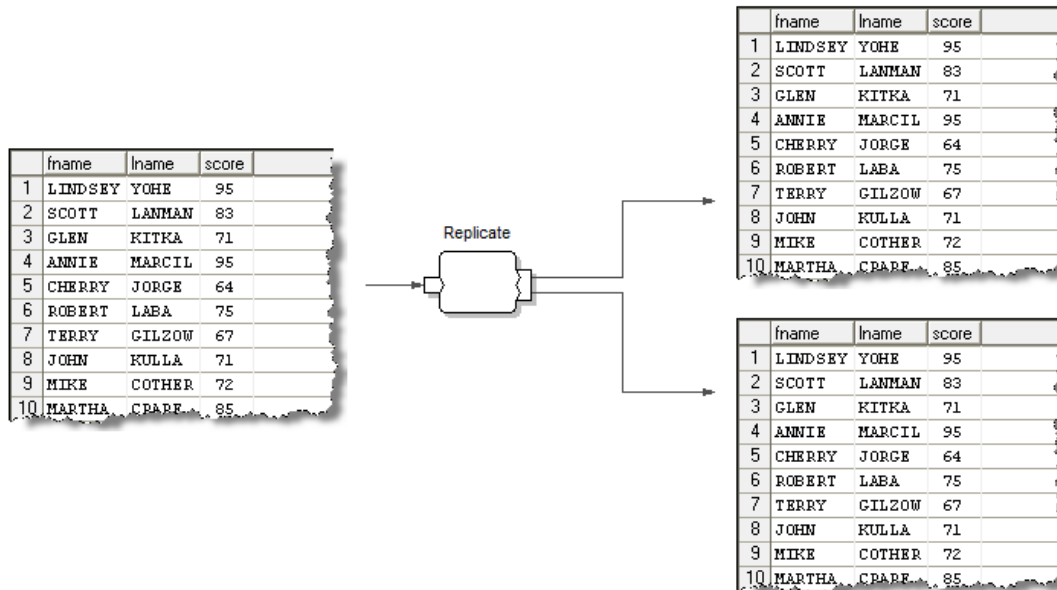 fname lname score
1 LINDSEY YOHE 95
2 SCOTT LANMAN 83
3 GLEN KITKA 71
4 ANNIE MARCIL 95
5 CHERRY JORGE 64
6 ROBERT LABA 75
7 TERRY GILZOW 67
8 JOHN KULLA 71
9 MIKE COTHER 72
10 MARTHA 85
Replicate
fname lname score
1 LINDSEY YOHE 95
2 SCOTT LANMAN 83
3 GLEN KITKA 71
4 ANNIE MARCIL 95
5 CHERRY JORGE 64
6 ROBERT LABA 75
7 TERRY GILZOW 67
8 JOHN KULLA 71
9 MIKE COTHER 72
10 MARTHA 85
fname lname score
1 LINDSEY YOHE 95
2 SCOTT LANMAN 83
3 GLEN KITKA 71
4 ANNIE MARCIL 95
5 CHERRY JORGE 64
6 ROBERT LABA 75
7 TERRY GILZOW 67
8 JOHN KULLA 71
9 MIKE COTHER 72
10 MARTHA 85